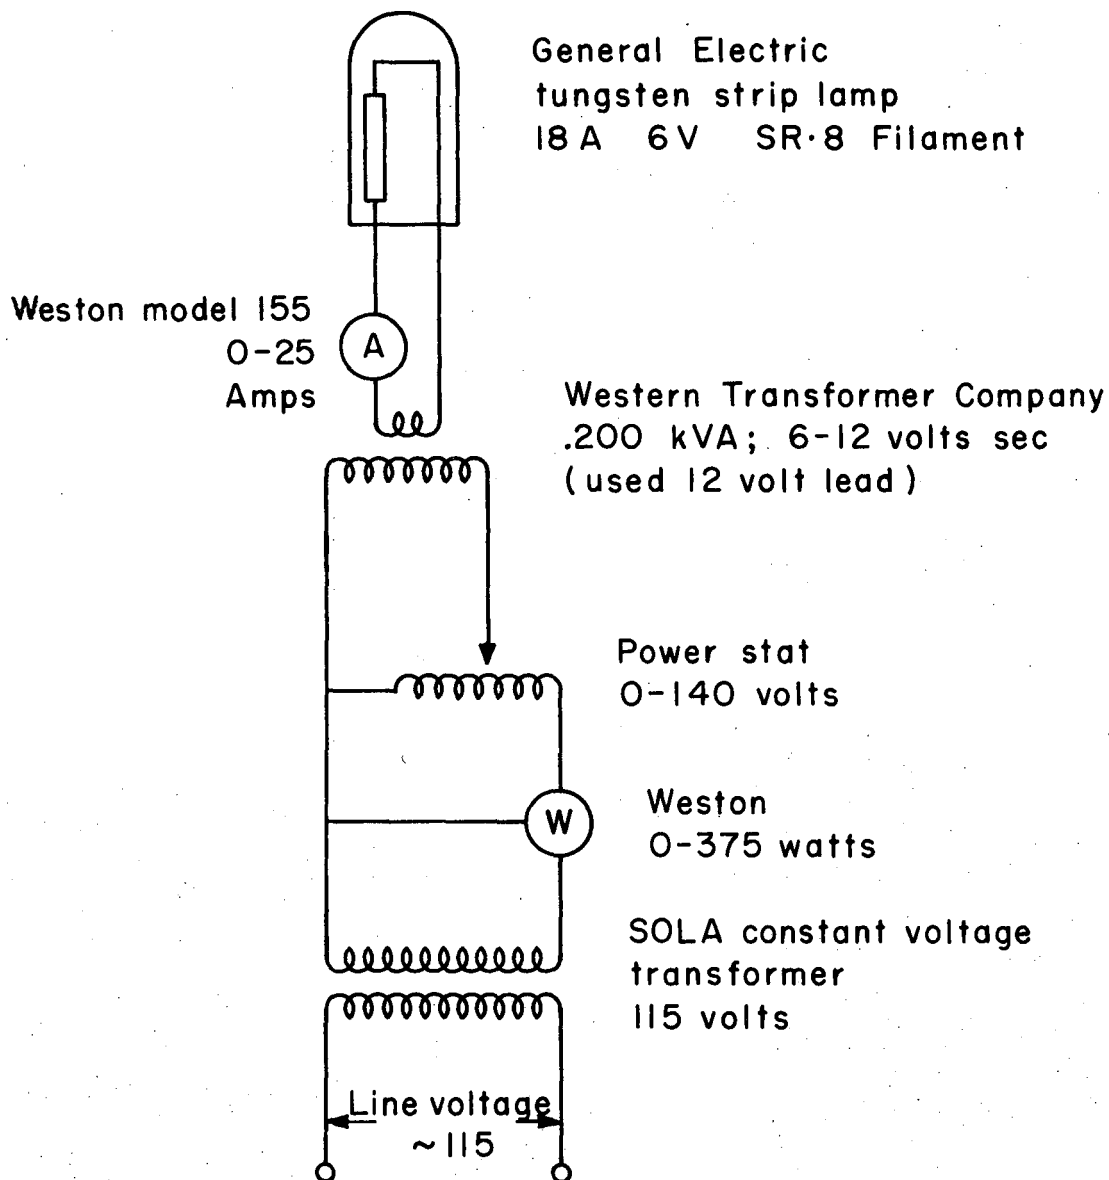 General Electric
tungsten strip lamp
18 A 6 V SR·8 Filament
Weston model 155
0-25
Amps
A
Western Transformer Company
.200 kVA; 6-12 volts sec
(used 12 volt lead)
Power stat
0-140 volts
W
Weston
0-375 watts
SOLA constant voltage
transformer
115 volts
Line voltage
~115